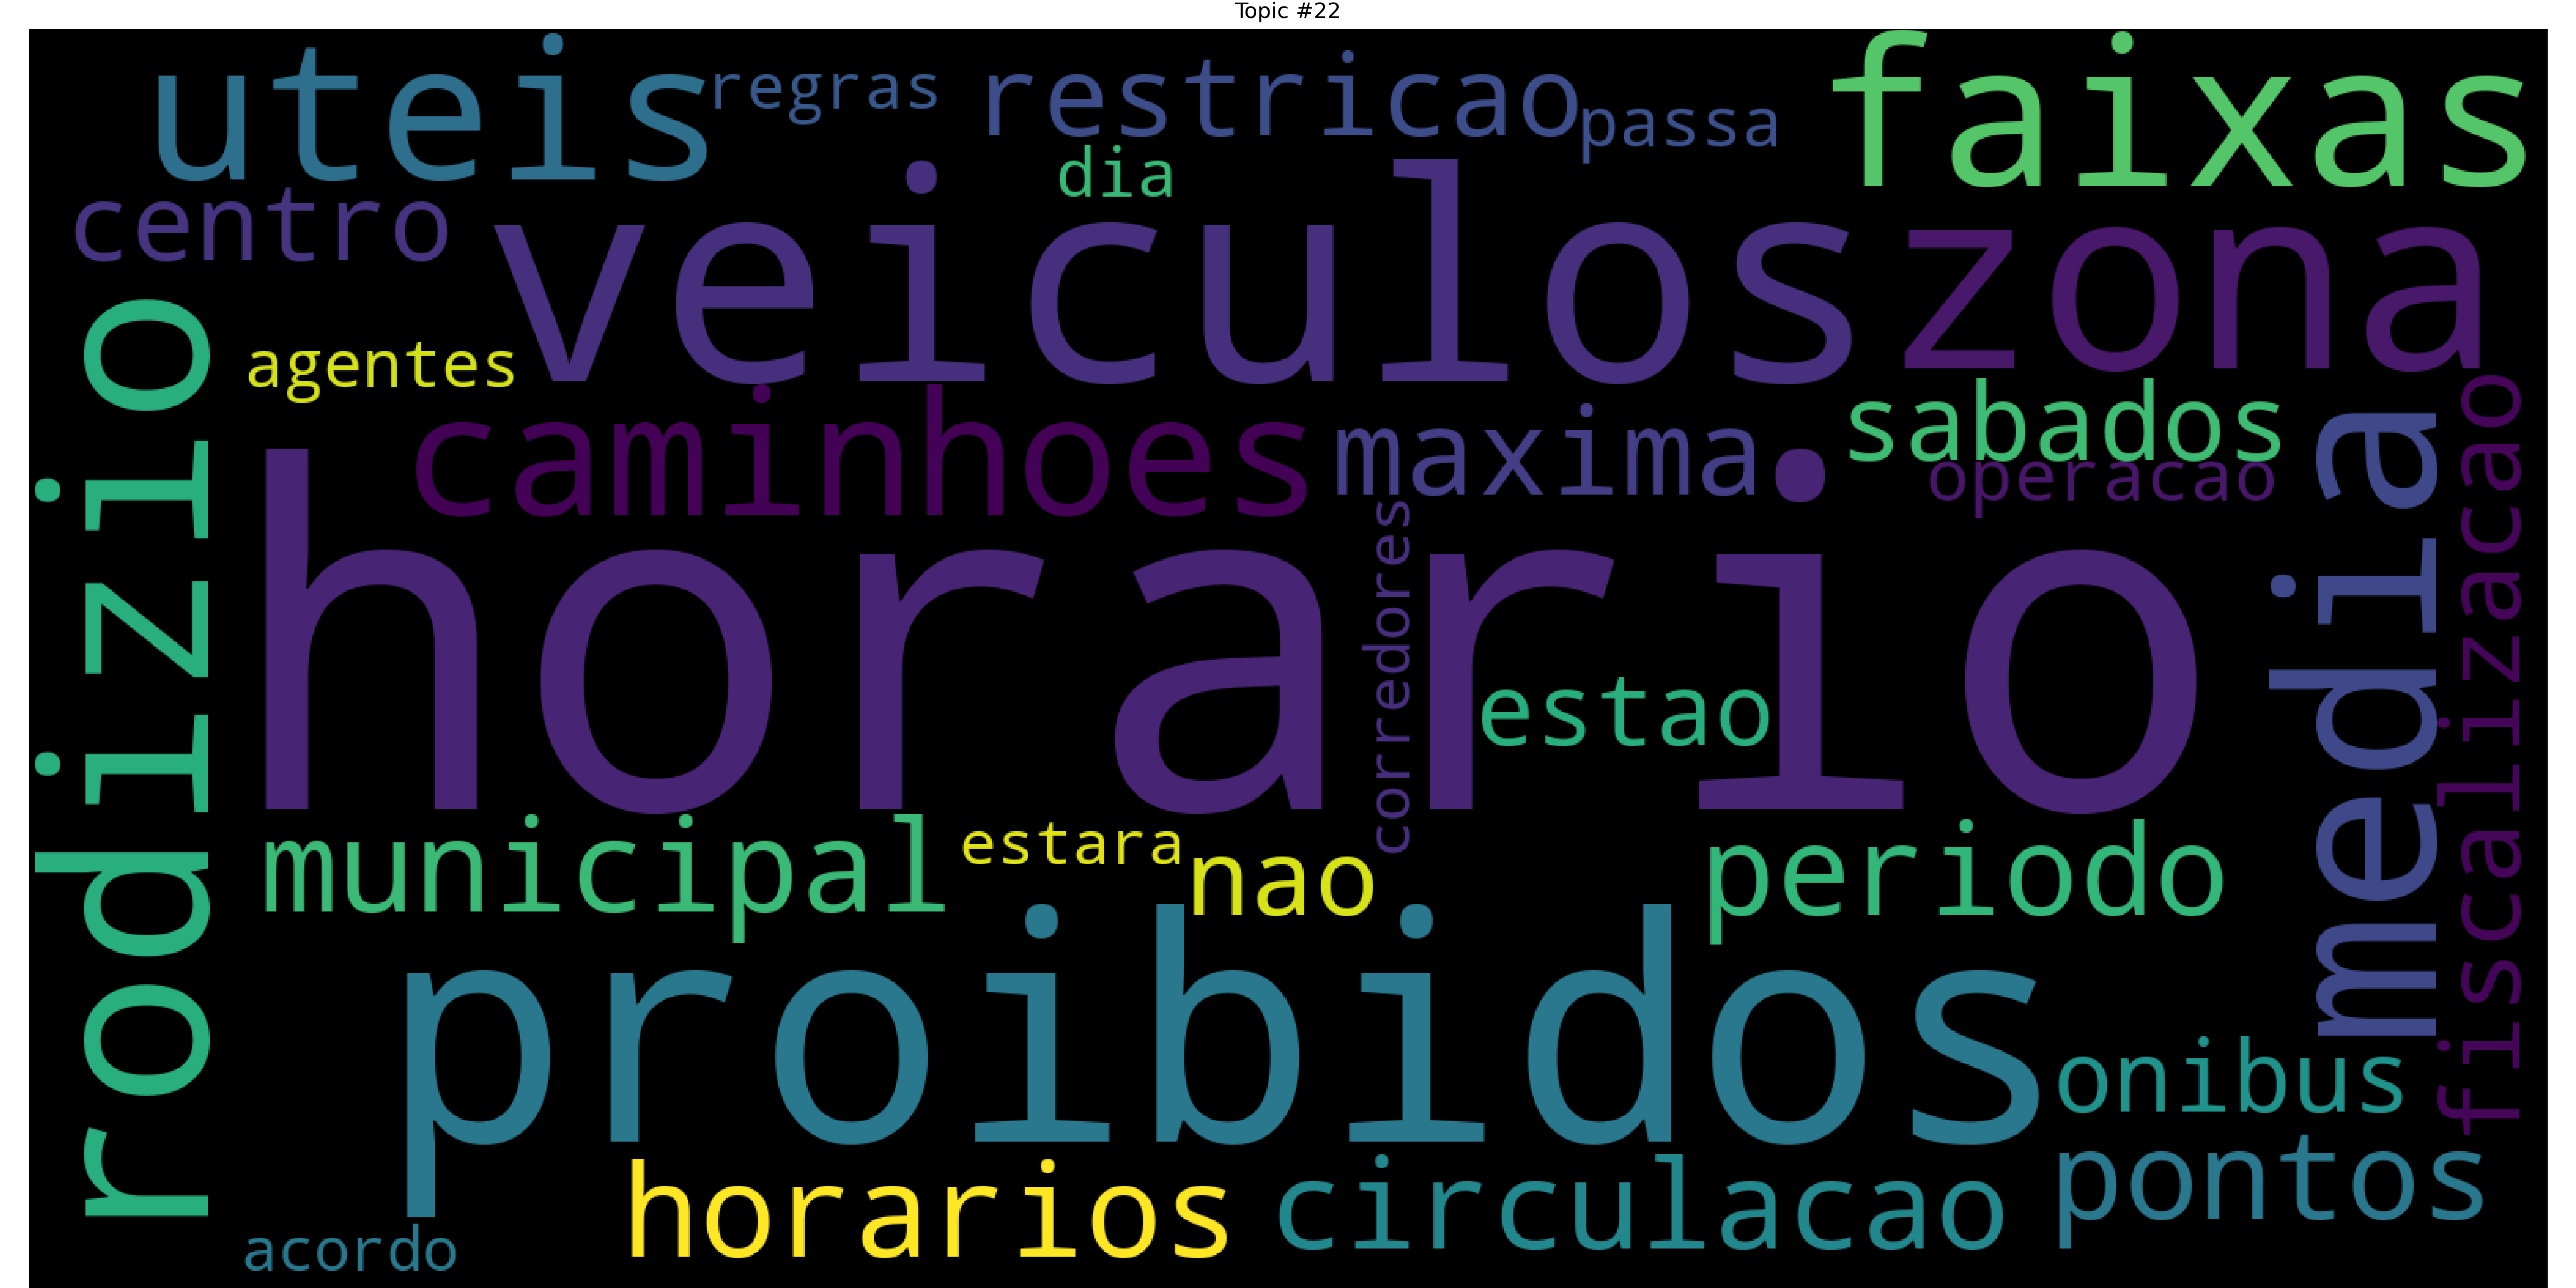 Topic #22
uteis
regras
restricao
passa
faixas
dia
centro
veiculos
zona
rodizio
agentes
caminhoes
maxima
sabados
operacao
media
fiscalizacao
horario
corredores
estao
municipal
estara
nao
periodo
proibidos
onibus
horarios
circulacao
pontos
acordo